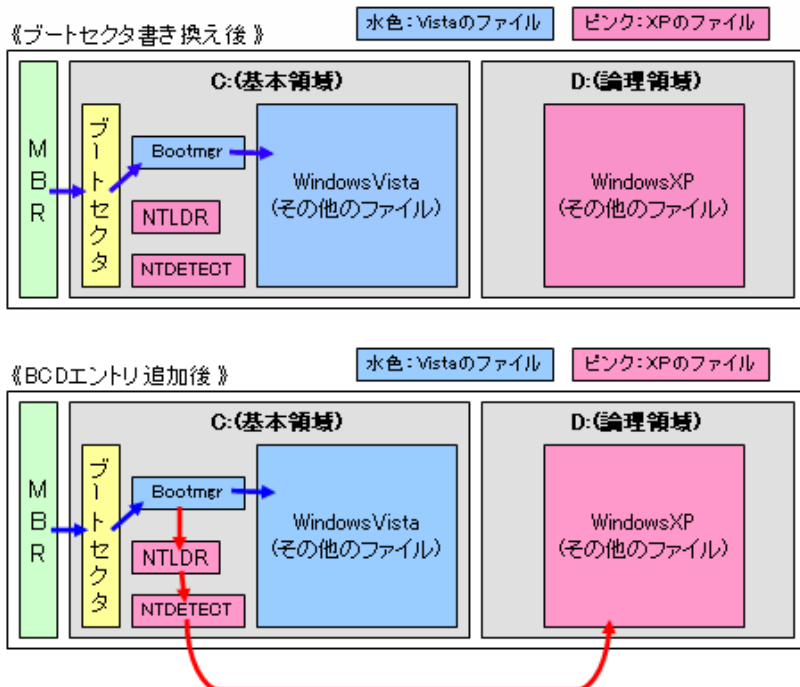 《ブートセクタ書き換え後》
水色：Vistaのファイル
ピンク：XPのファイル
MBR
C:(基本領域)
ブートセクタ
Bootmgr
NTLDR
NTDETECT
WindowsVista
(その他のファイル)
D:(論理領域)
WindowsXP
(その他のファイル)
《BCDエントリ追加後》
水色：Vistaのファイル
ピンク：XPのファイル
MBR
C:(基本領域)
ブートセクタ
Bootmgr
NTLDR
NTDETECT
WindowsVista
(その他のファイル)
D:(論理領域)
WindowsXP
(その他のファイル)